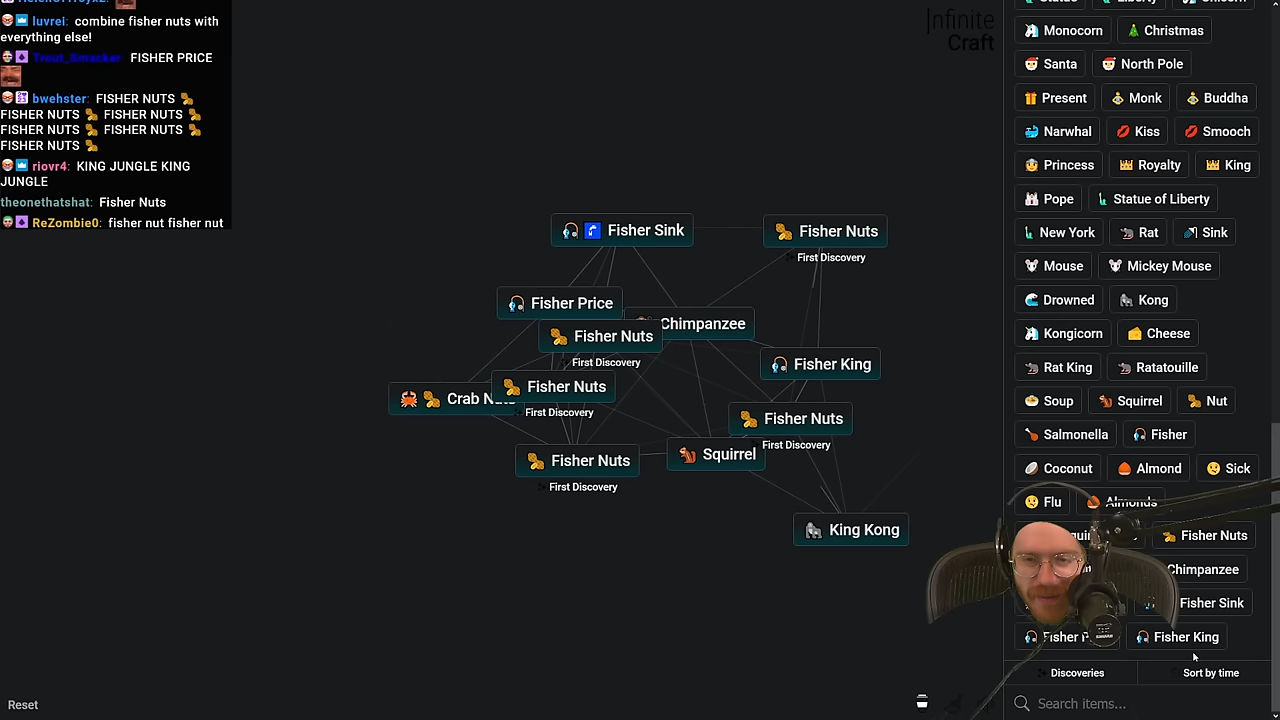 luvrel: combine fisher nuts with
everything else!
Trout_Smacker FISHER PRICE
bwehster: FISHER NUTS
FISHER NUTS FISHER NUTS
FISHER NUTS FISHER NUTS
FISHER NUTS
riovr4: KING JUNGLE KING
JUNGLE
theonethatshat: Fisher Nuts
ReZombie0: fisher nut fisher nut
Infinite
Craft
Fisher Sink
Fisher Nuts
First Discovery
Fisher Price
Chimpanzee
Fisher Nuts
First Discovery
Fisher King
Fisher Nuts
First Discovery
Crab Nuts
Fisher Nuts
First Discovery
Squirrel
Fisher Nuts
First Discovery
King Kong
Reset
Statue Liberty Unicorn
Monocorn Christmas
Santa North Pole
Present Monk Buddha
Narwhal Kiss Smooch
Princess Royalty King
Pope Statue of Liberty
New York Rat Sink
Mouse Mickey Mouse
Drowned Kong
Kongicorn Cheese
Rat King Ratatouille
Soup Squirrel Nut
Salmonella Fisher
Coconut Almond Sick
Flu Almonds
Fisher Nuts
Chimpanzee
Fisher Sink
Fisher King
Discoveries Sort by time
Search items...